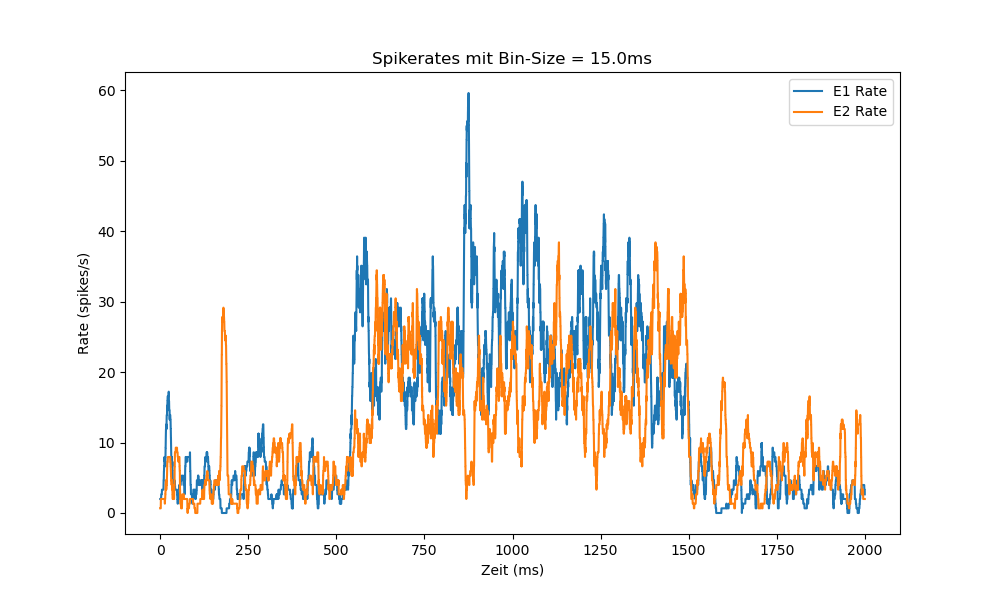 Spikerates mit Bin-Size = 15.0ms
E1 Rate
E2 Rate
60
50
40
30
20
10
0
Rate (spikes/s)
0 250 500 750 1000 1250 1500 1750 2000
Zeit (ms)